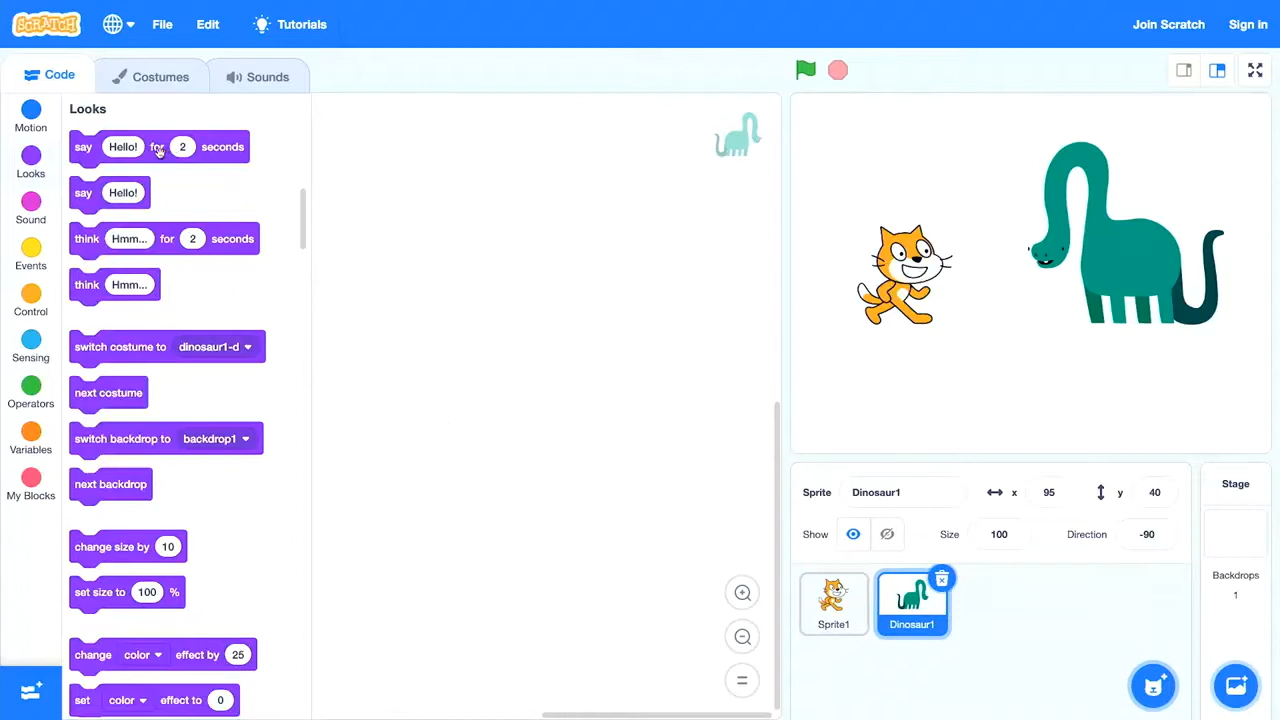 SCRATCH File Edit Tutorials Join Scratch Sign in
Code Costumes Sounds
Motion
Looks
Sound
Events
Control
Sensing
Operators
Variables
My Blocks
Looks
say Hello! for 2 seconds
say Hello!
think Hmm... for 2 seconds
think Hmm...
switch costume to dinosaur1-d
next costume
switch backdrop to backdrop1
next backdrop
change size by 10
set size to 100 %
change color effect by 25
set color effect to 0
Sprite Dinosaur1 x 95 y 40
Show Size 100 Direction -90
Sprite1 Dinosaur1
Stage
Backdrops
1